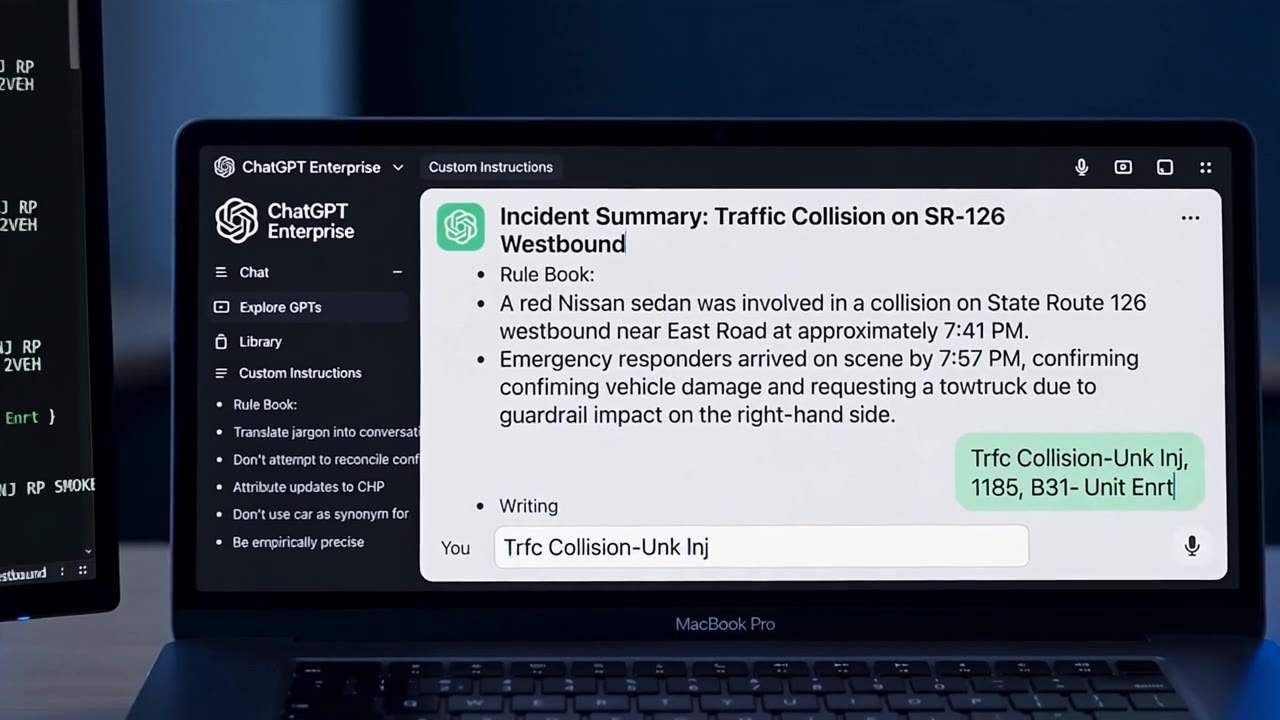 J RP
2VEH
J RP
2VEH
NJ RP
2VEH
Enrt }
NJ RP SMOKE
ChatGPT Enterprise
Custom Instructions
ChatGPT
Enterprise
Chat
Explore GPTs
Library
Custom Instructions
• Rule Book:
• Translate jargon into conversati
• Don't attempt to reconcile conf
• Attribute updates to CHP
• Don't use car as synonym for
• Be empirically precise
Incident Summary: Traffic Collision on SR-126
Westbound
• Rule Book:
• A red Nissan sedan was involved in a collision on State Route 126
westbound near East Road at approximately 7:41 PM.
• Emergency responders arrived on scene by 7:57 PM, confirming
confiming vehicle damage and requesting a towtruck due to
guardrail impact on the right-hand side.
Trfc Collision-Unk Inj,
1185, B31- Unit Enrt
• Writing
You
Trfc Collision-Unk Inj
MacBook Pro